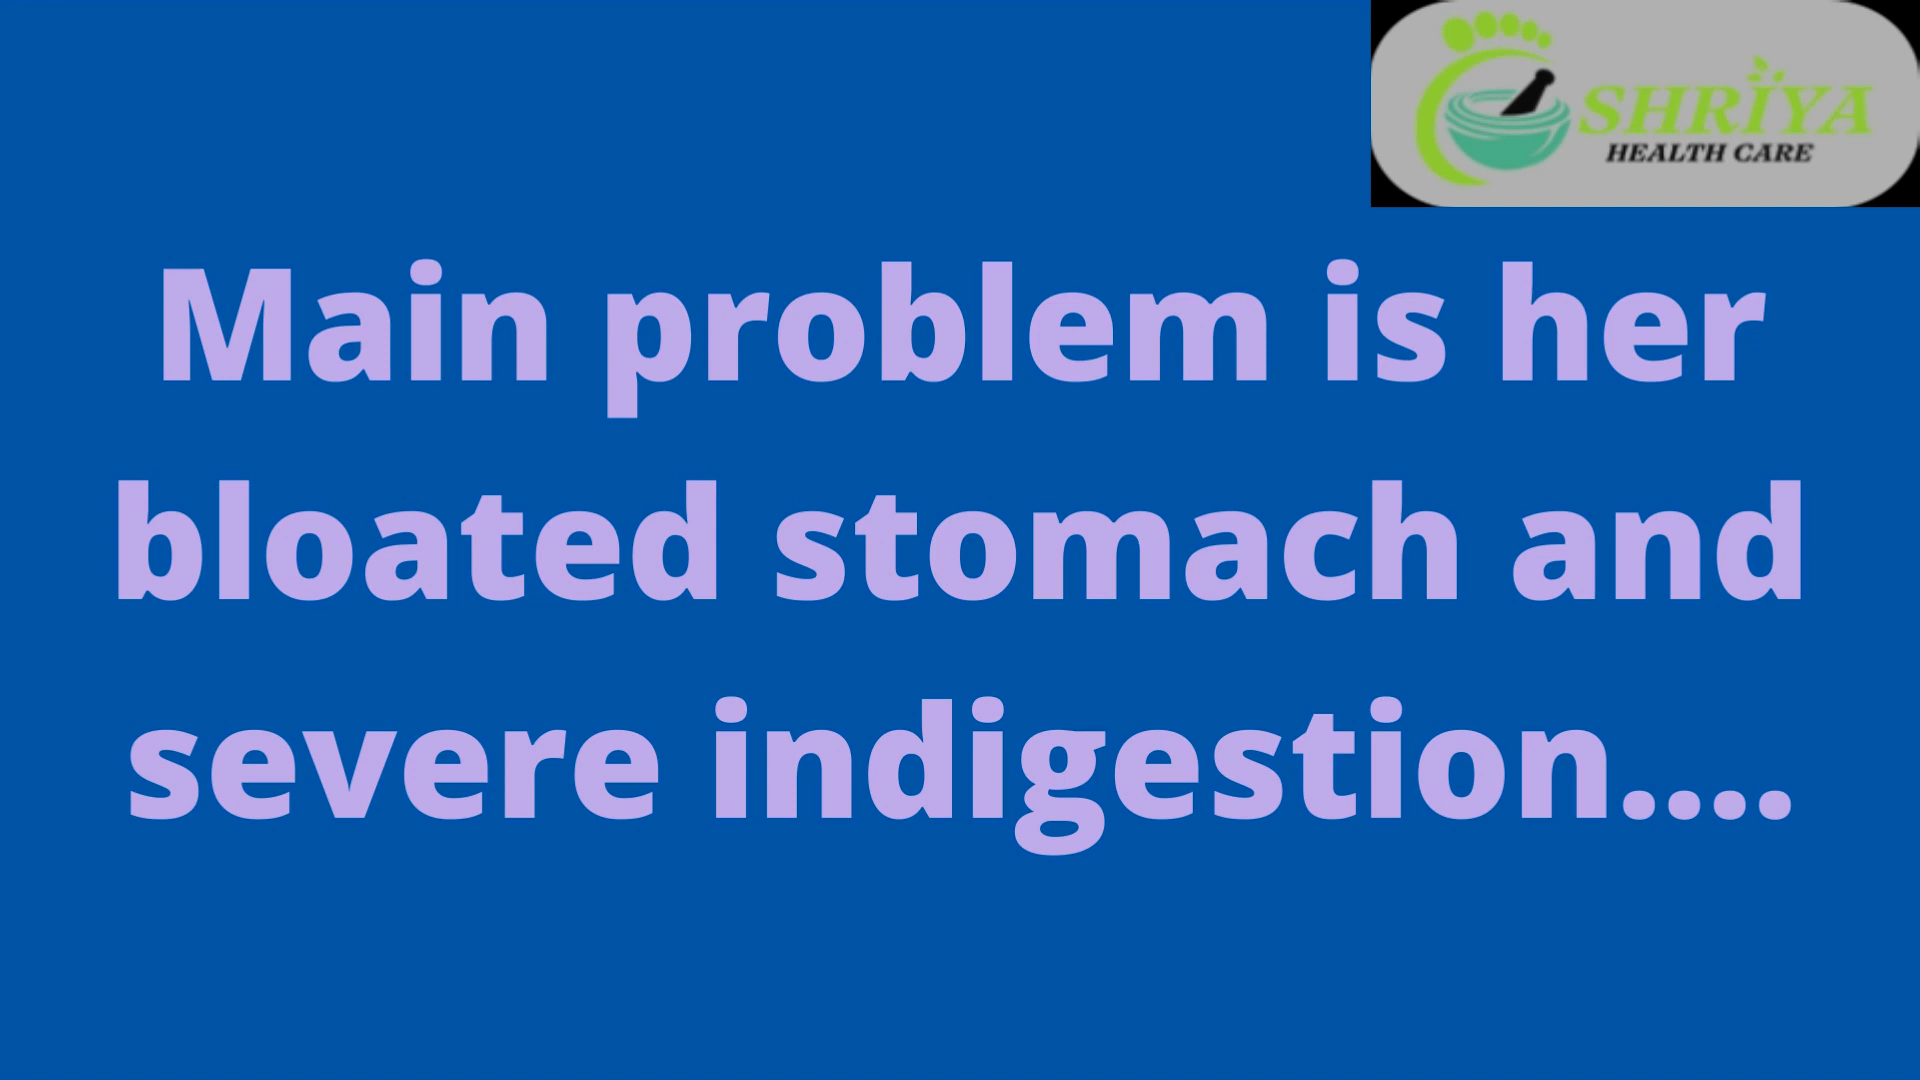 SHRIYA
HEALTH CARE
Main problem is her
bloated stomach and
severe indigestion....